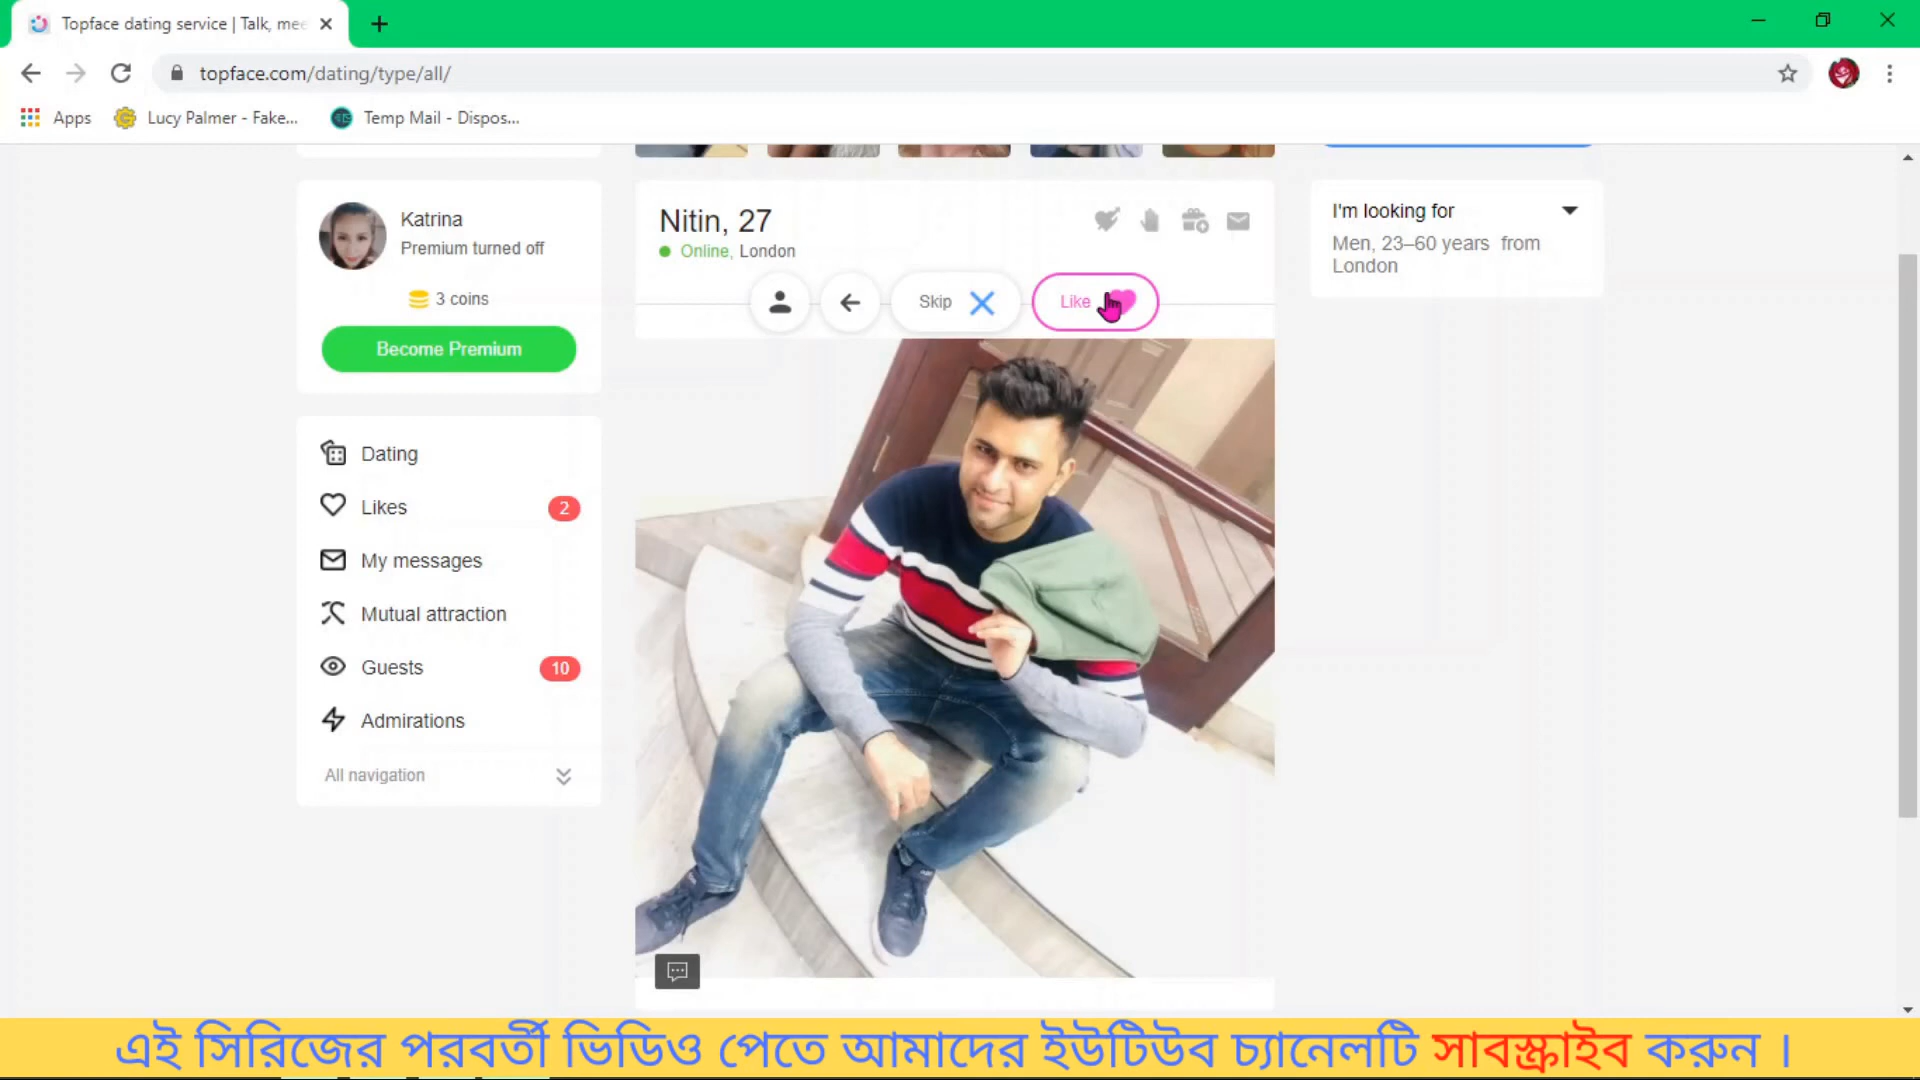 Topface dating service | Talk, mee
topface.com/dating/type/all/
Apps
Lucy Palmer - Fake...
Temp Mail - Dispos...
Katrina
Premium turned off
3 coins
Become Premium
Dating
Likes 2
My messages
Mutual attraction
Guests 10
Admirations
All navigation
Nitin, 27
Online, London
Skip
Like
I'm looking for
Men, 23–60 years from
London
এই সিরিজের পরবর্তী ভিডিও পেতে আমাদের ইউটিউব চ্যানেলটি সাবস্ক্রাইব করুন ।